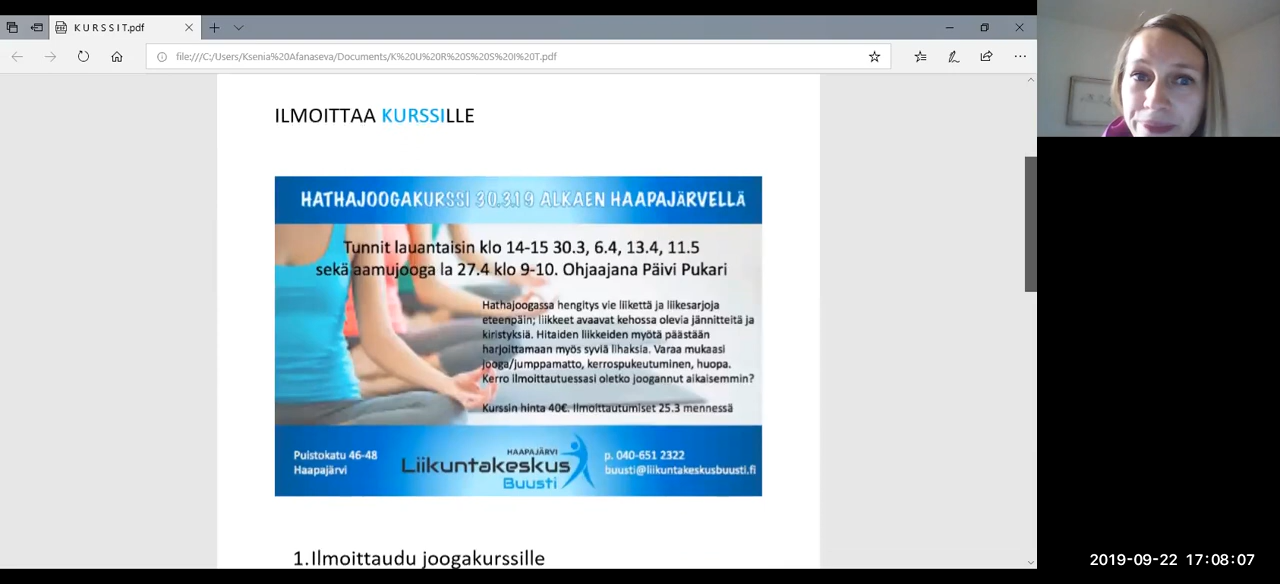 K U R S S I T.pdf
file:///C:/Users/Ksenia%20Afanaseva/Documents/K%20U%20R%20S%20S%20I%20T.pdf
ILMOITTAA KURSSILLE
HATHAJOOGAKURSSI 30.3.19 ALKAEN HAAPAJÄRVELLÄ
Tunnit lauantaisin klo 14-15 30.3, 6.4, 13.4, 11.5
sekä aamujooga la 27.4 klo 9-10. Ohjaajana Päivi Pukari
Hathajoogassa hengitys vie liikettä ja liikesarjoja
eteenpäin; liikkeet avaavat kehossa olevia jännitteitä ja
kiristyksiä. Hitaiden liikkeiden myötä päästään
harjoittamaan myös syviä lihaksia. Varaa mukaasi
jooga/jumppamatto, kerrospukeutuminen, huopa.
Kerro ilmoittautuessasi oletko joogannut aikaisemmin?
Kurssin hinta 40€. Ilmoittautumiset 25.3 mennessä
Puistokatu 46-48
Haapajärvi
HAAPAJÄRVI
Liikuntakeskus
Buusti
p. 040-651 2322
buusti@liikuntakeskusbuusti.fi
1.Ilmoittaudu joogakurssille
2019-09-22 17:08:07